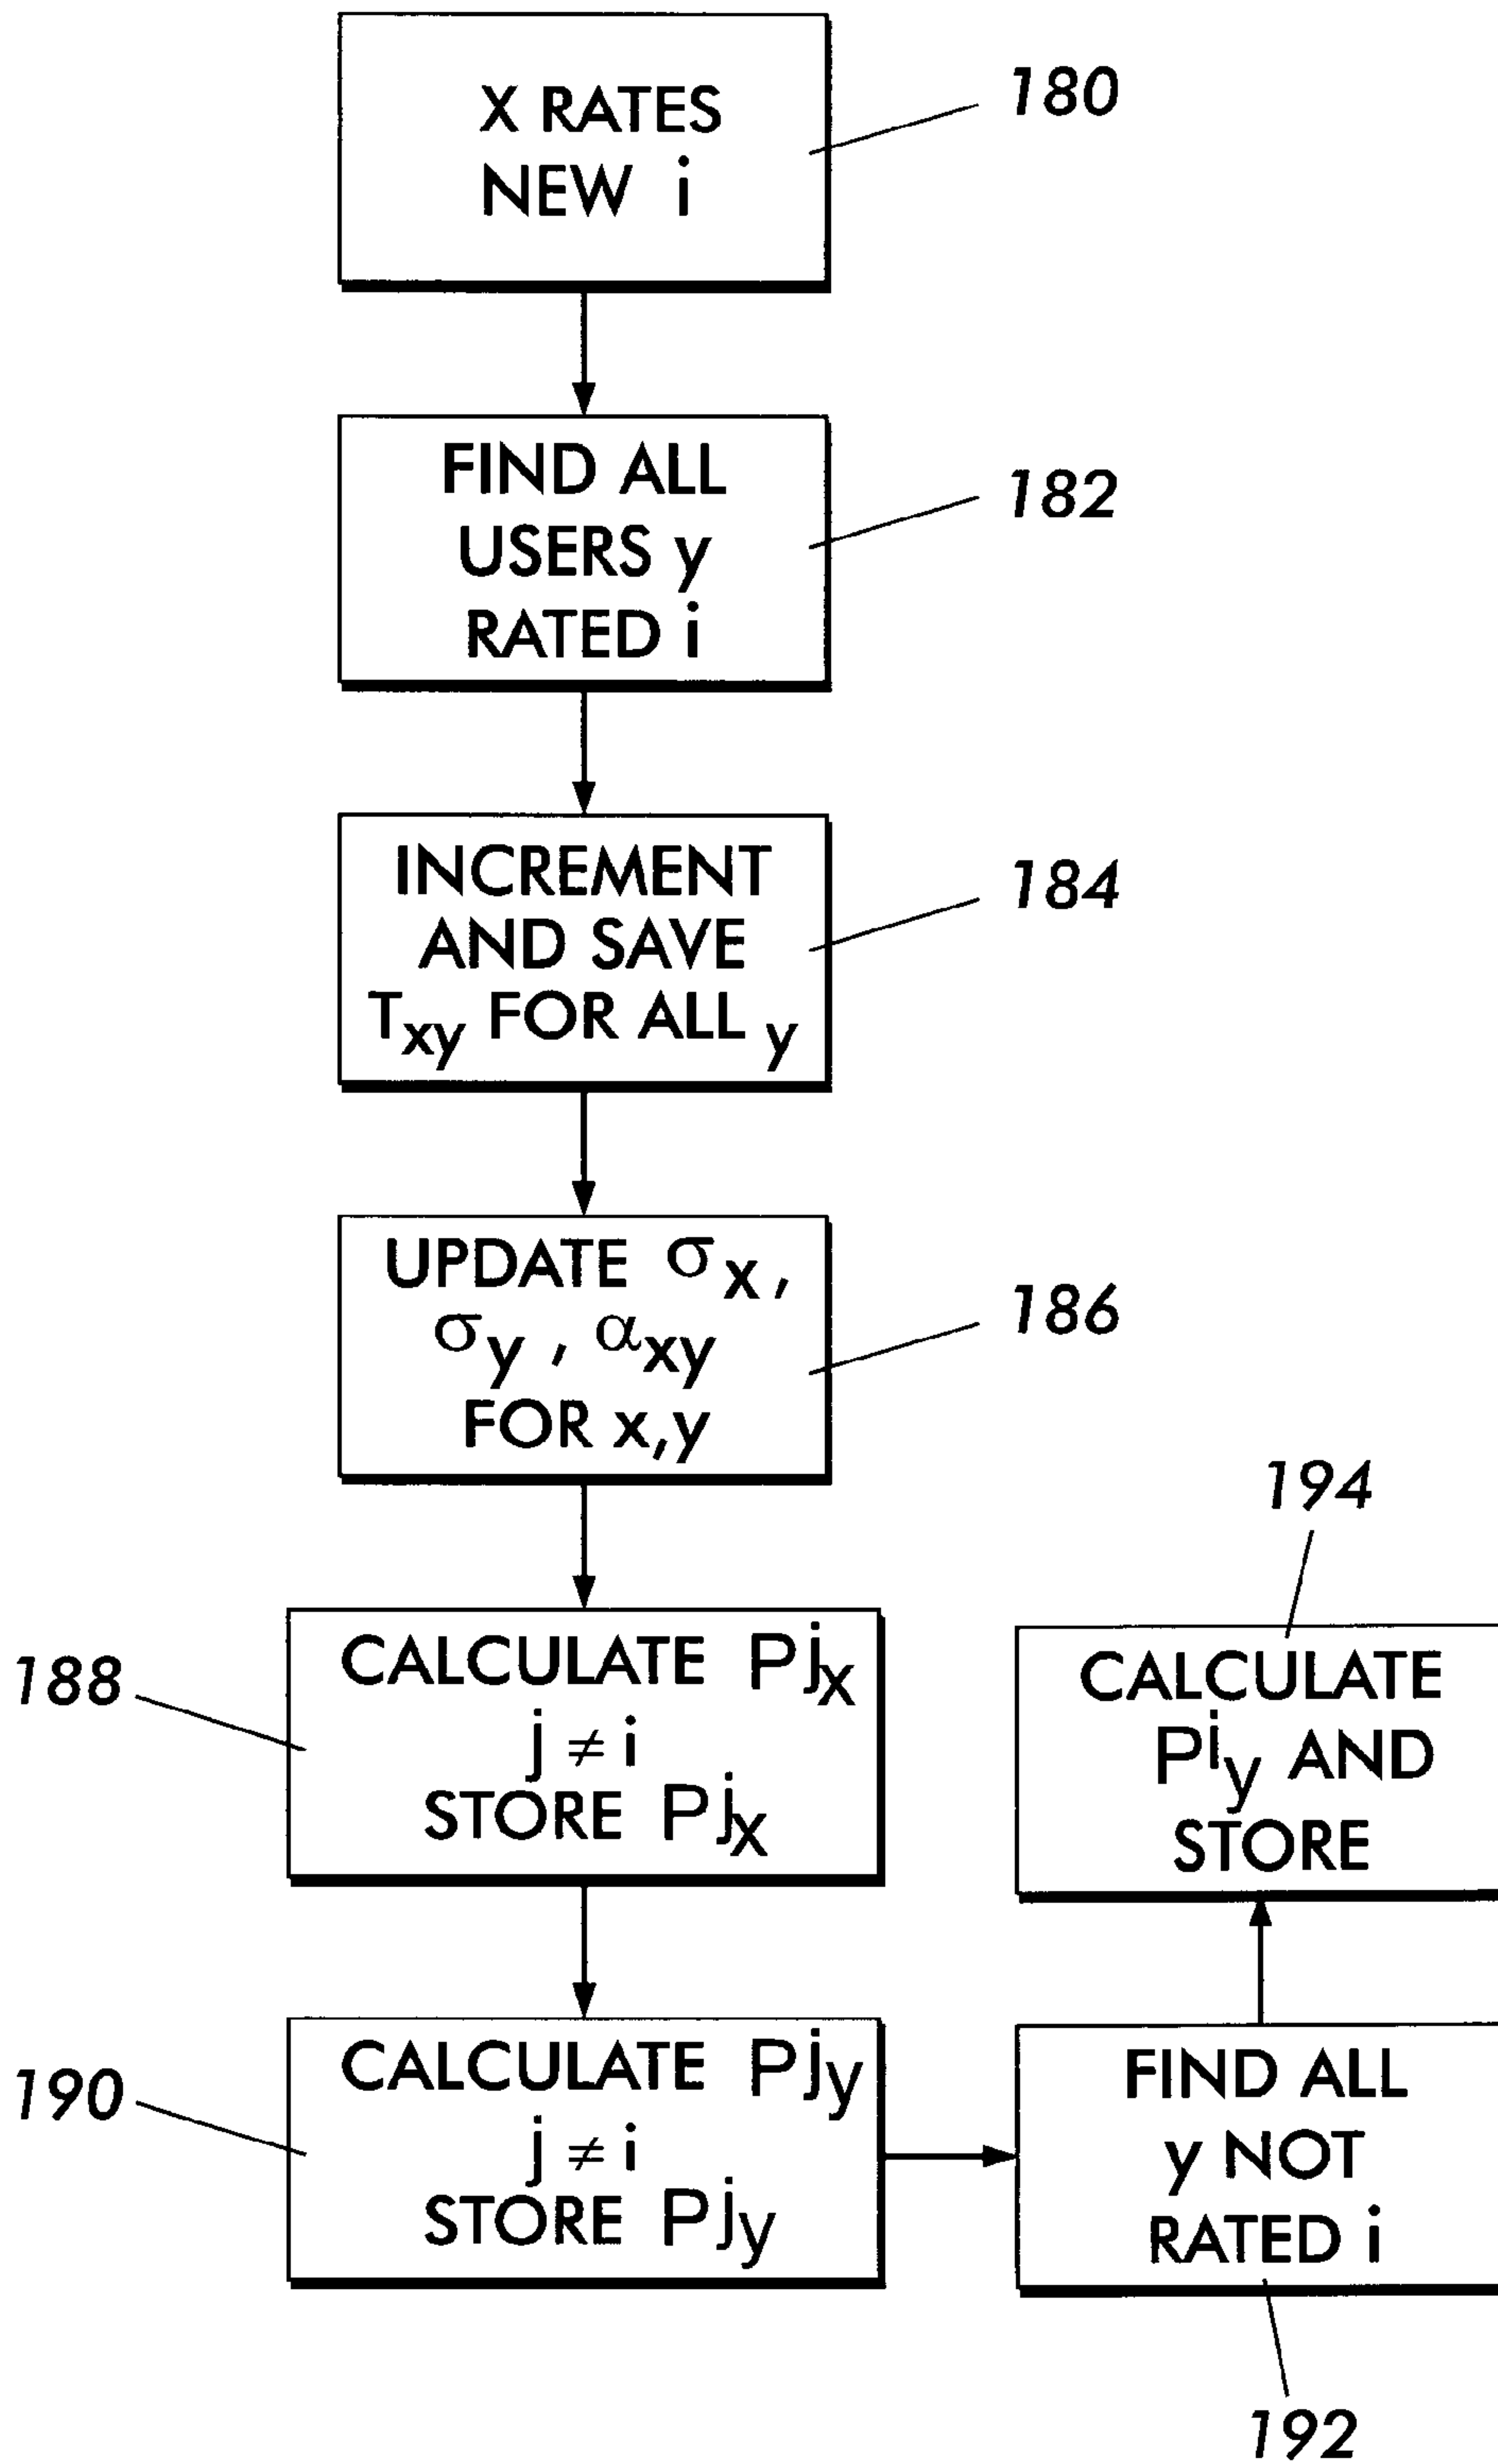 X RATES
NEW i
180
FIND ALL
USERS y
RATED i
182
INCREMENT
AND SAVE
Txy FOR ALL y
184
UPDATE σx,
σy, αxy
FOR x,y
186
CALCULATE Pjx
j ≠ i
STORE Pjx
188
CALCULATE Pjy
j ≠ i
STORE Pjy
190
FIND ALL
y NOT
RATED i
192
CALCULATE
Piy AND
STORE
194